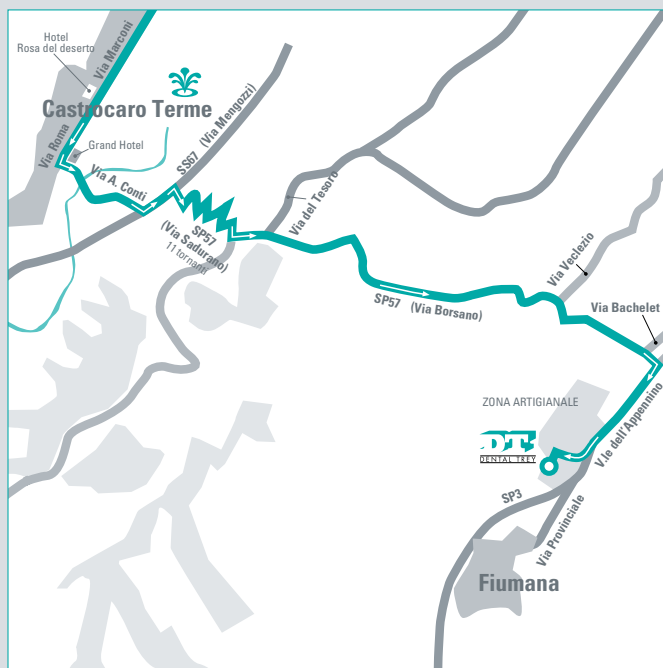 Hotel
Rosa del deserto
Via Marconi
Castrocaro Terme
Via Roma
Grand Hotel
Via A. Conti
SS67 (Via Mengozzi)
SP57
(Via Sadurano)
11 tornanti
Via del Tesoro
SP57 (Via Borsano)
Via Veclezio
Via Bachelet
ZONA ARTIGIANALE
DT
DENTAL TREY
V.le dell'Appennino
SP3
Via Provinciale
Fiumana